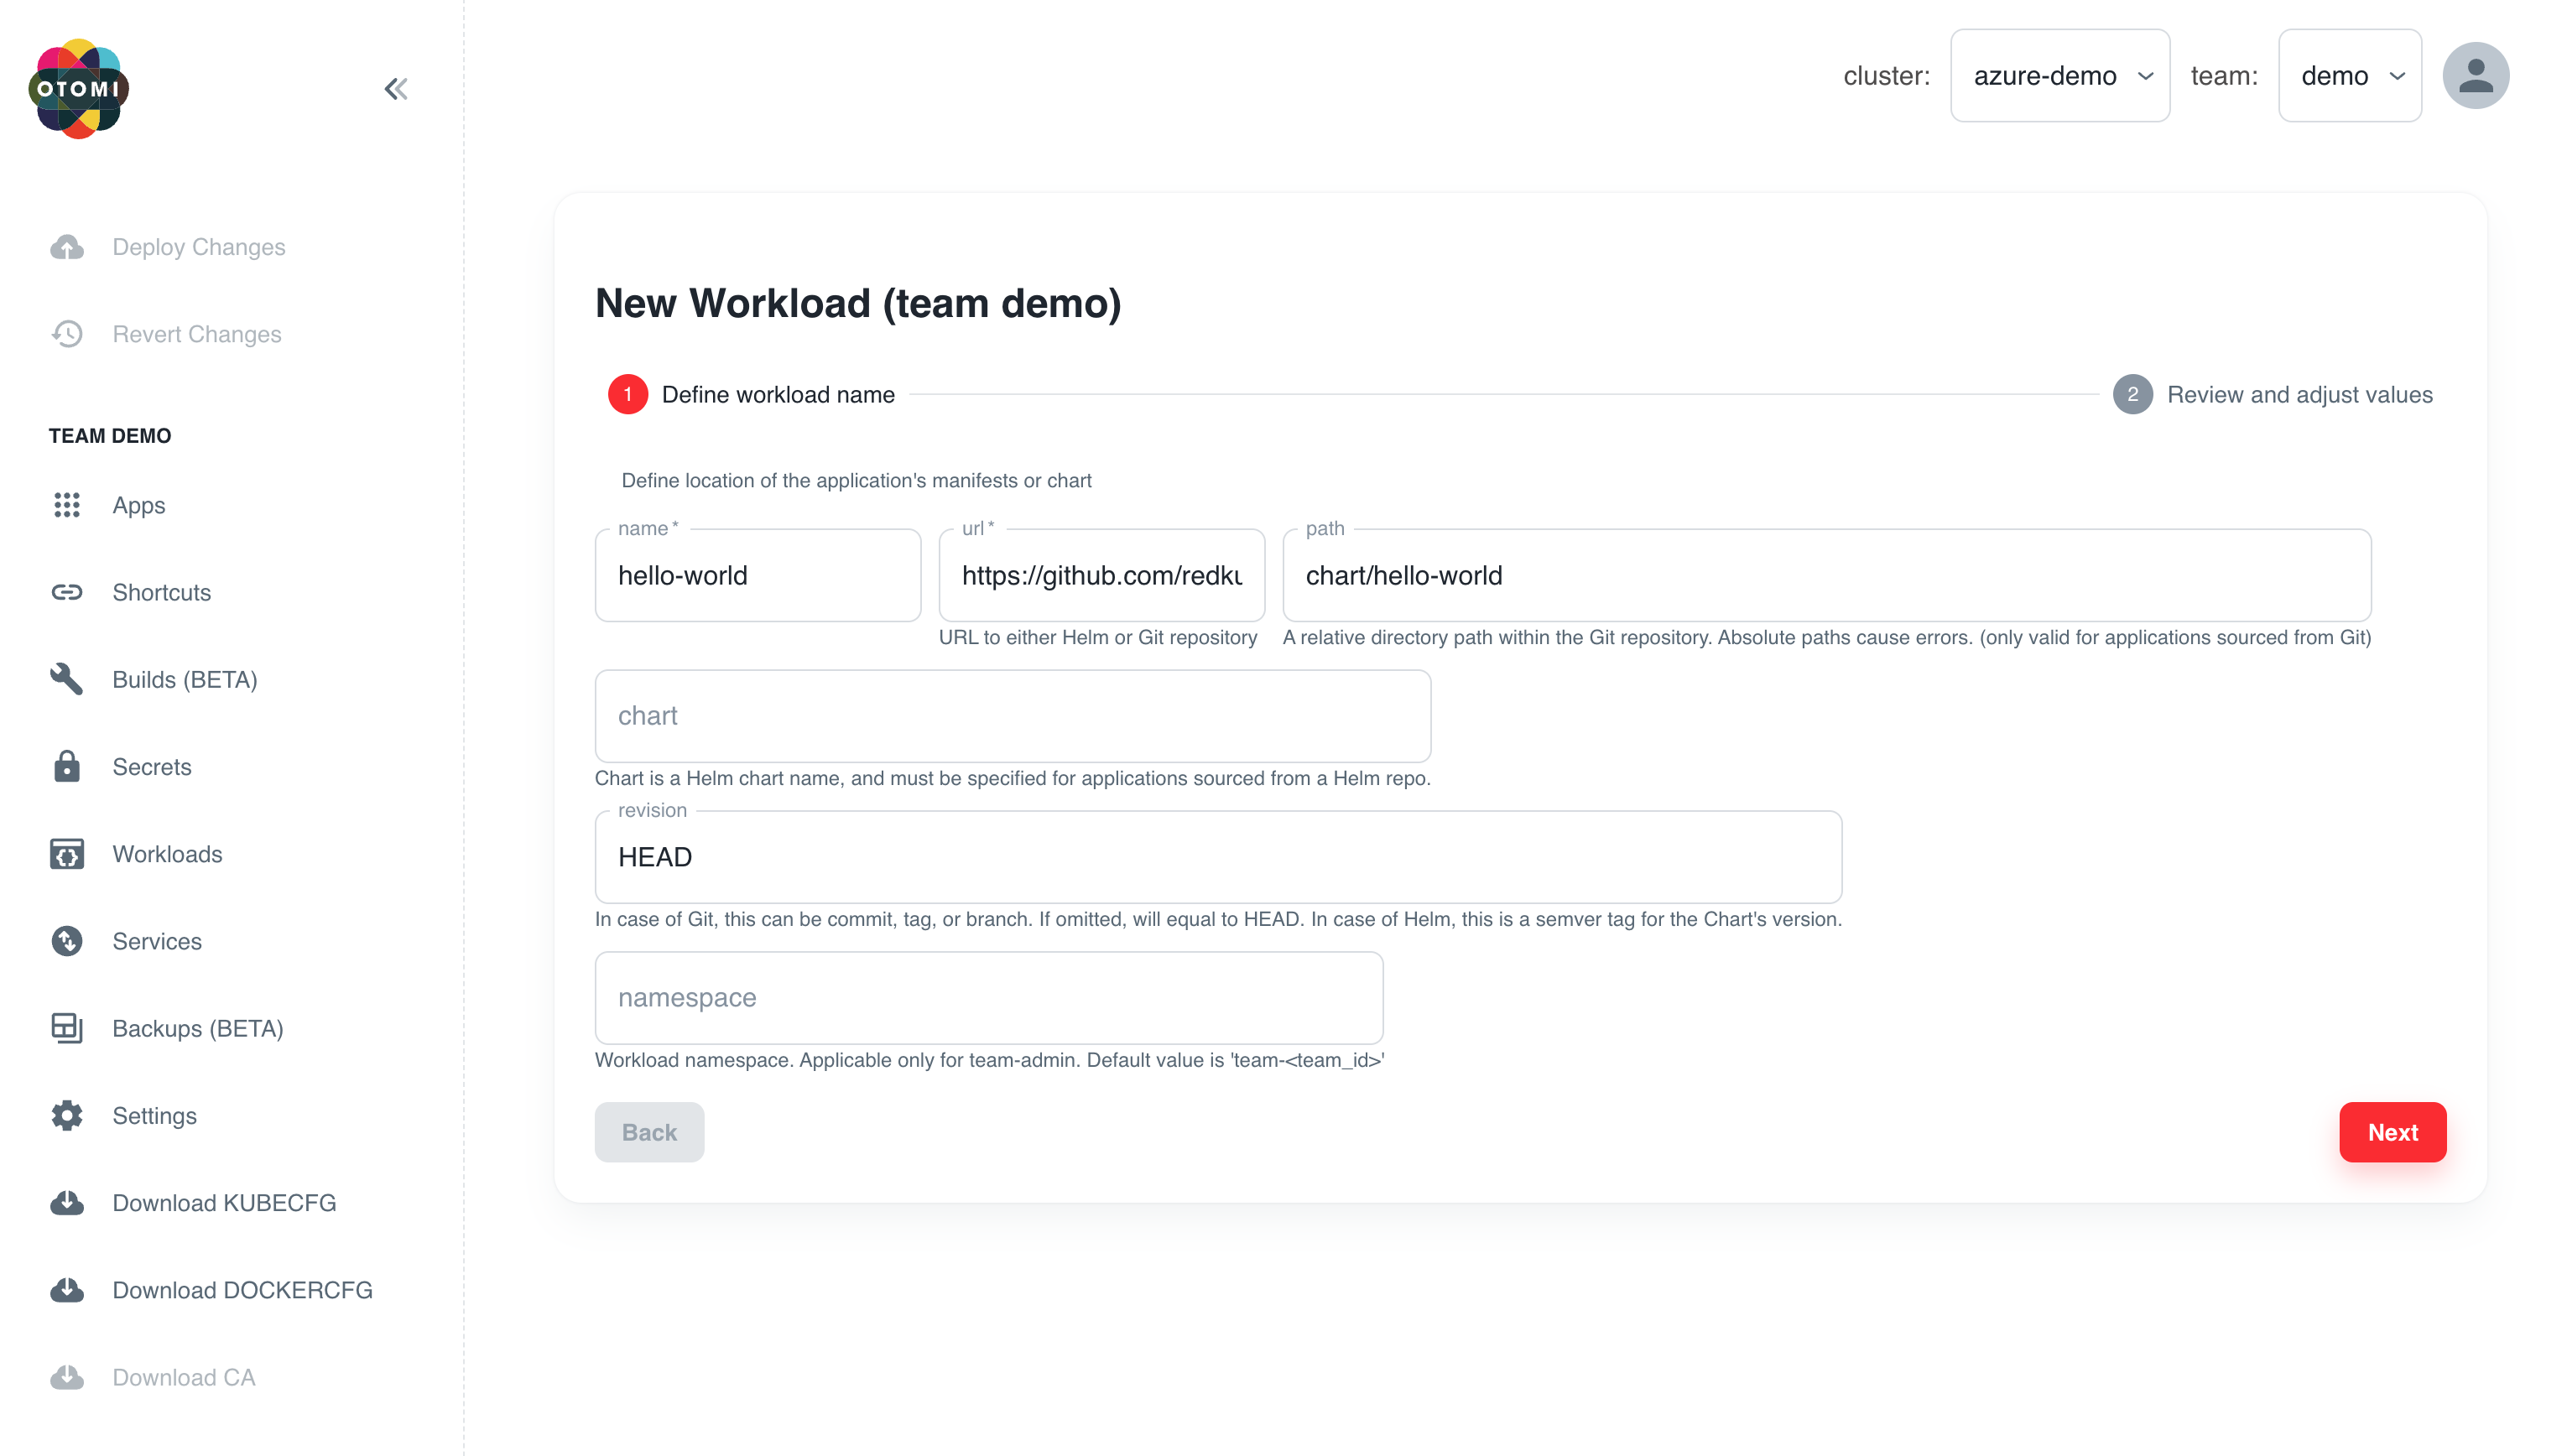 OTOMI
cluster: azure-demo team: demo
Deploy Changes
Revert Changes
TEAM DEMO
Apps
Shortcuts
Builds (BETA)
Secrets
Workloads
Services
Backups (BETA)
Settings
Download KUBECFG
Download DOCKERCFG
Download CA
New Workload (team demo)
1 Define workload name
2 Review and adjust values
Define location of the application's manifests or chart
name *
hello-world
url *
https://github.com/redku
URL to either Helm or Git repository
path
chart/hello-world
A relative directory path within the Git repository. Absolute paths cause errors. (only valid for applications sourced from Git)
chart
Chart is a Helm chart name, and must be specified for applications sourced from a Helm repo.
revision
HEAD
In case of Git, this can be commit, tag, or branch. If omitted, will equal to HEAD. In case of Helm, this is a semver tag for the Chart's version.
namespace
Workload namespace. Applicable only for team-admin. Default value is 'team-<team_id>'
Back
Next